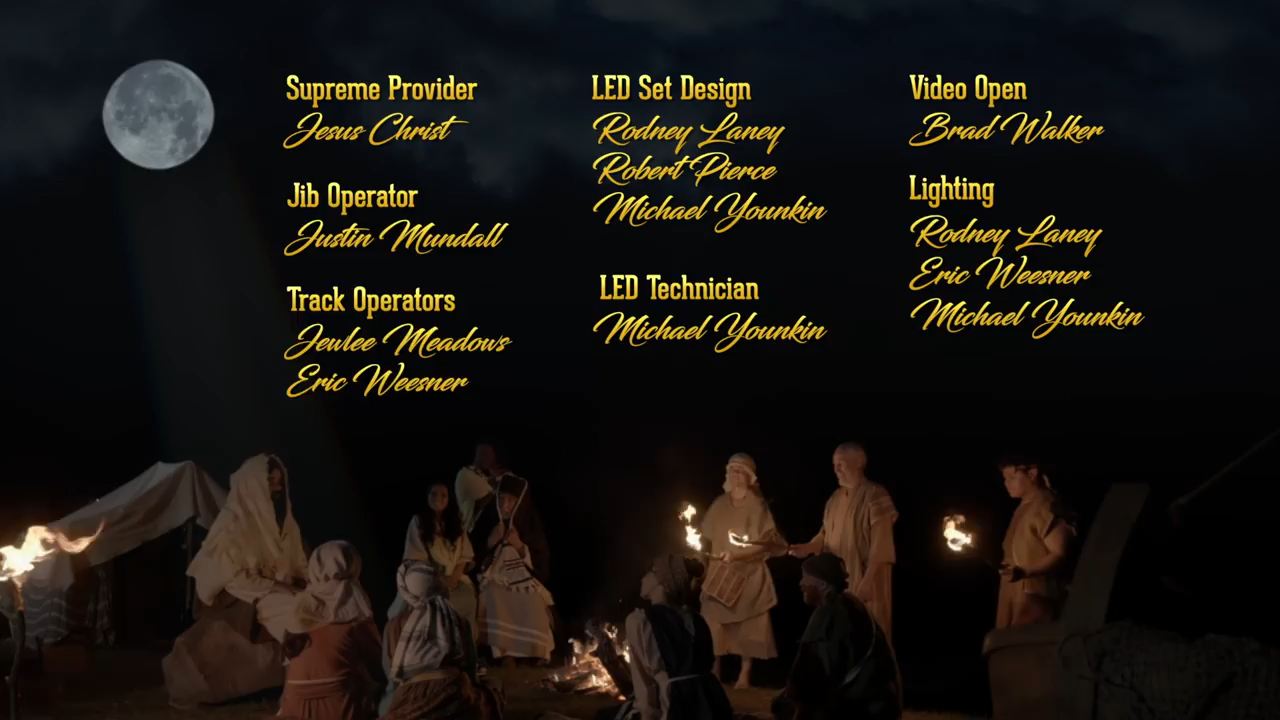 Supreme Provider
Jesus Christ
Jib Operator
Justin Mundall
Track Operators
Jewlee Meadows
Eric Weesner
LED Set Design
Rodney Laney
Robert Pierce
Michael Younkin
LED Technician
Michael Younkin
Video Open
Brad Walker
Lighting
Rodney Laney
Eric Weesner
Michael Younkin